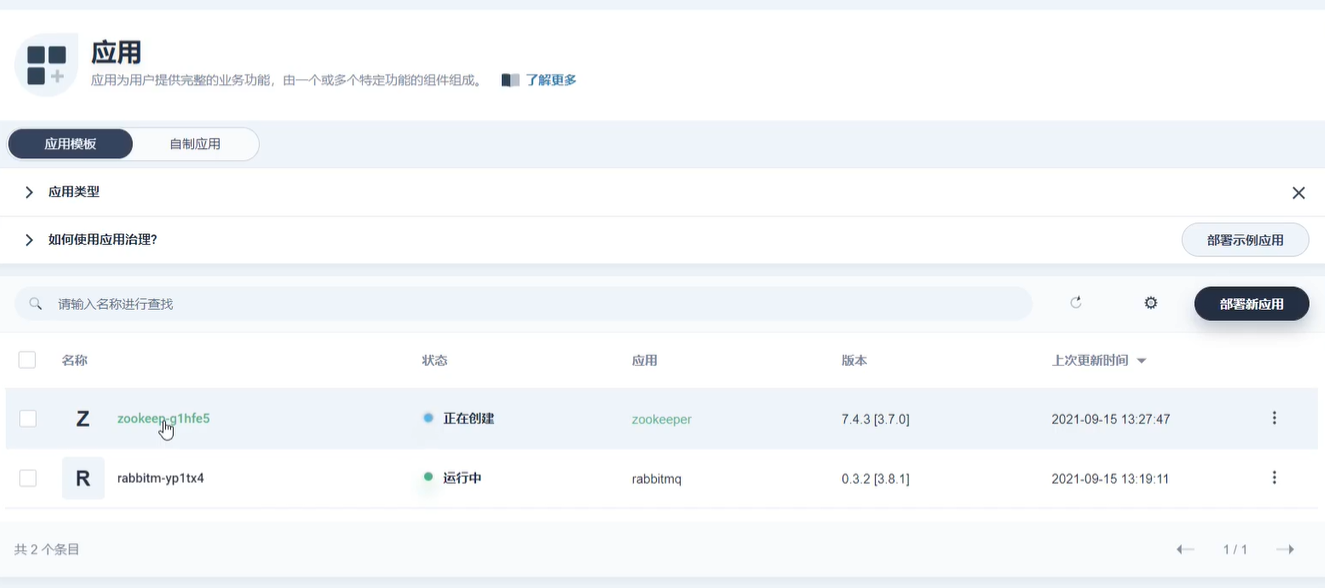 应用
应用为用户提供完整的业务功能，由一个或多个特定功能的组件组成。 了解更多
应用模板 自制应用
应用类型
如何使用应用治理? 部署示例应用
请输入名称进行查找 部署新应用
名称 状态 应用 版本 上次更新时间
Z zookeep-g1hfe5 正在创建 zookeeper 7.4.3 [3.7.0] 2021-09-15 13:27:47
R rabbitm-yp1tx4 运行中 rabbitmq 0.3.2 [3.8.1] 2021-09-15 13:19:11
共 2 个条目 1 / 1